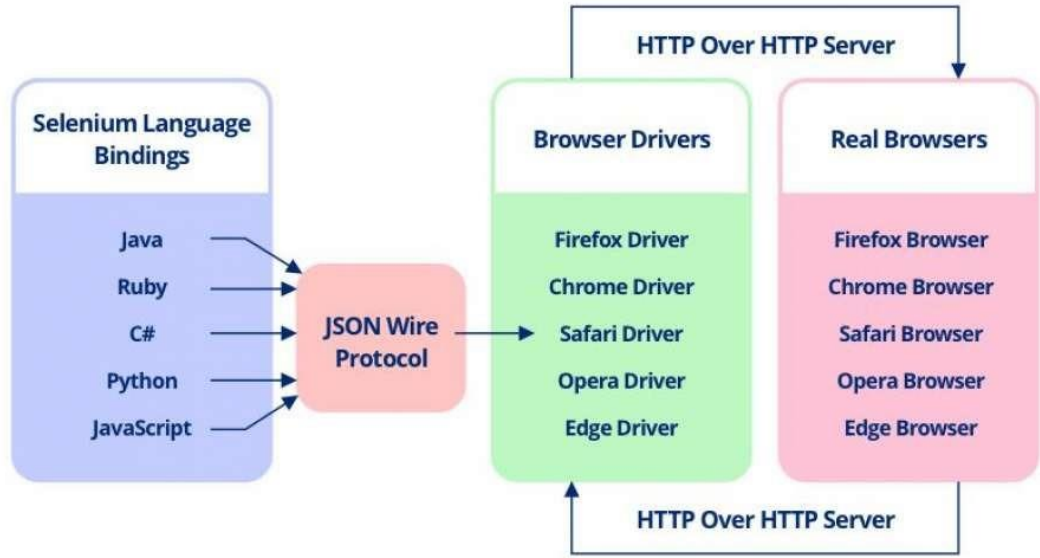 HTTP Over HTTP Server
Selenium Language
Bindings
Java
Ruby
C#
Python
JavaScript
JSON Wire
Protocol
Browser Drivers
Firefox Driver
Chrome Driver
Safari Driver
Opera Driver
Edge Driver
Real Browsers
Firefox Browser
Chrome Browser
Safari Browser
Opera Browser
Edge Browser
HTTP Over HTTP Server